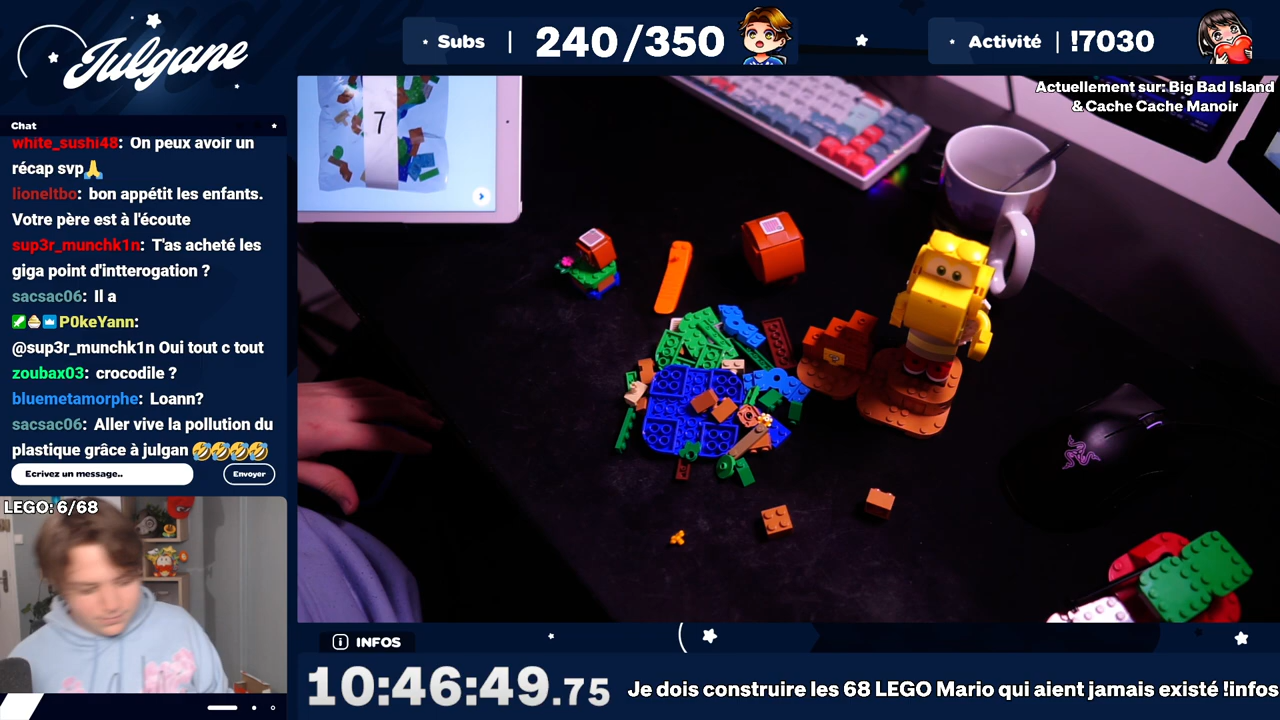 Julgane
Subs | 240/350
Activité | !7030
Actuellement sur: Big Bad Island
& Cache Cache Manoir
Chat
white_sushi48: On peux avoir un
récap svp🙏
lioneltbo: bon appétit les enfants.
Votre père est à l'écoute
sup3r_munchk1n: T'as acheté les
giga point d'intterogation ?
sacsac06: Il a
P0keYann:
@sup3r_munchk1n Oui tout c tout
zoubax03: crocodile ?
bluemetamorphe: Loann?
sacsac06: Aller vive la pollution du
plastique grâce à julgan 🤣🤣🤣🤣
Ecrivez un message..
Envoyer
7
LEGO: 6/68
INFOS
10:46:49.75
Je dois construire les 68 LEGO Mario qui aient jamais existé !infos